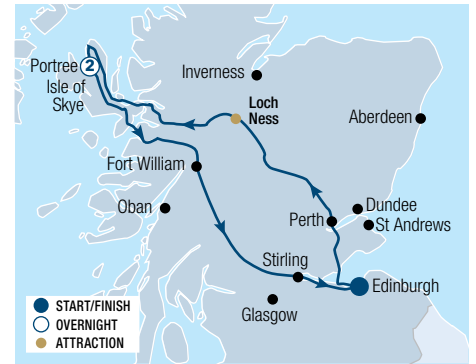 Portree
2
Isle of
Skye
Inverness
Loch
Ness
Aberdeen
Fort William
Oban
Dundee
Perth
St Andrews
Stirling
Edinburgh
Glasgow
START/FINISH
OVERNIGHT
ATTRACTION